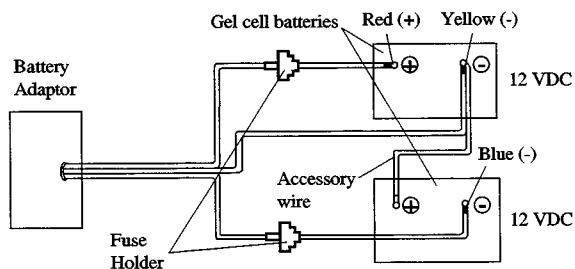 Gel cell batteries
Red (+)
Yellow (-)
Battery
Adaptor
+
-
12 VDC
Accessory
wire
Blue (-)
+
-
12 VDC
Fuse
Holder